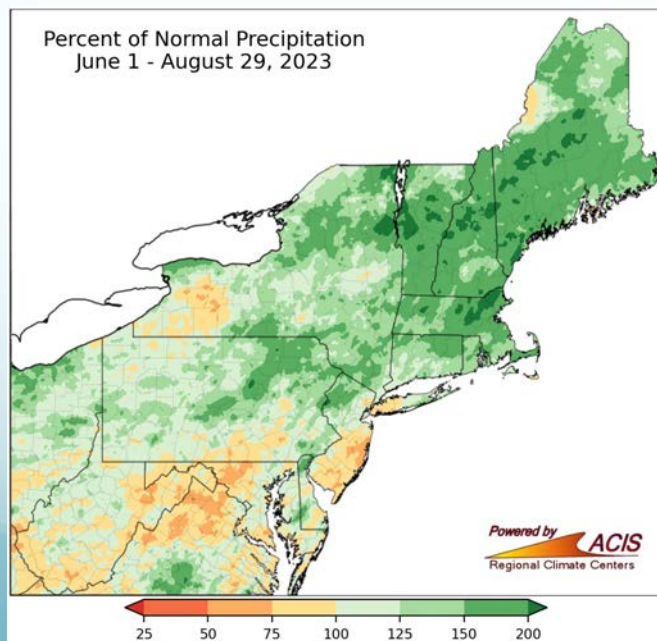 Percent of Normal Precipitation
June 1 - August 29, 2023
Powered by
ACIS
Regional Climate Centers
25 50 75 100 125 150 200